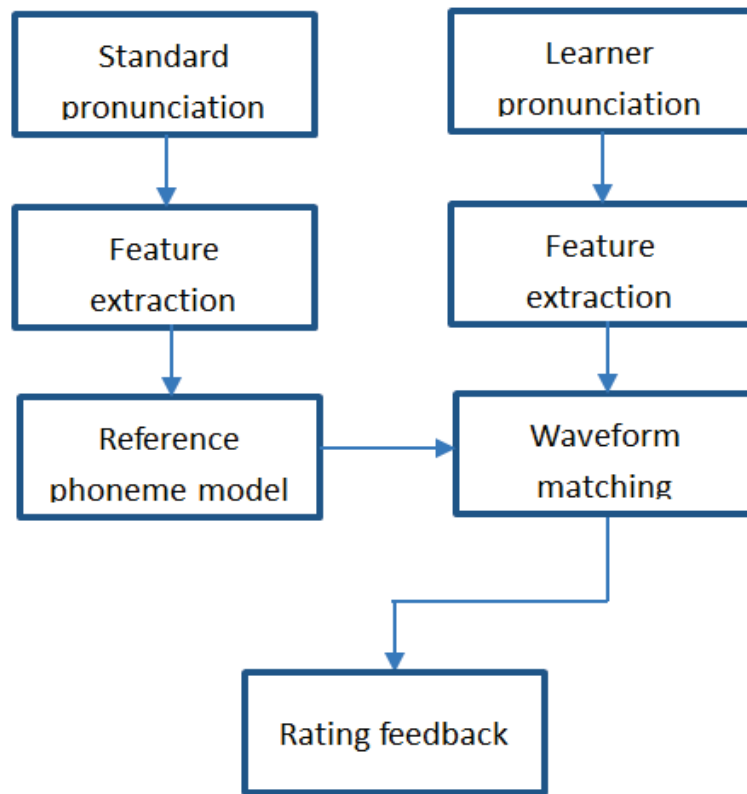 Standard
pronunciation
Learner
pronunciation
Feature
extraction
Feature
extraction
Reference
phoneme model
Waveform
matching
Rating feedback